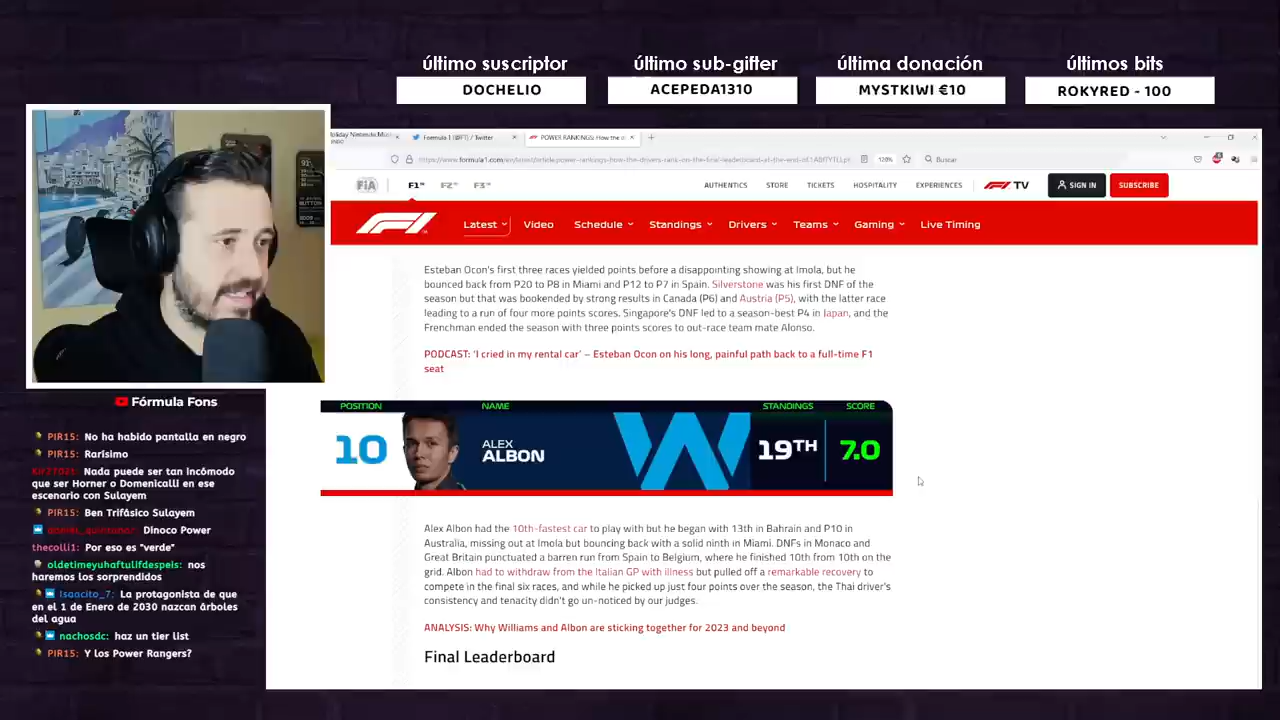 último suscriptor
DOCHELIO
último sub-gifter
ACEPEDA1310
última donación
MYSTKIWI €10
últimos bits
ROKYRED - 100
Formula 1 (@F1) / Twitter
POWER RANKINGS: How the
Buscar
120%
FIA
F1
F2
F3
AUTHENTICS
STORE
TICKETS
HOSPITALITY
EXPERIENCES
F1 TV
SIGN IN
SUBSCRIBE
Latest
Video
Schedule
Standings
Drivers
Teams
Gaming
Live Timing
Esteban Ocon's first three races yielded points before a disappointing showing at Imola, but he
bounced back from P20 to P8 in Miami and P12 to P7 in Spain. Silverstone was his first DNF of the
season but that was bookended by strong results in Canada (P6) and Austria (P5), with the latter race
leading to a run of four more points scores. Singapore's DNF led to a season-best P4 in Japan, and the
Frenchman ended the season with three points scores to out-race team mate Alonso.
PODCAST: 'I cried in my rental car' – Esteban Ocon on his long, painful path back to a full-time F1
seat
POSITION
NAME
STANDINGS
SCORE
10
ALEX
ALBON
19TH
7.0
Alex Albon had the 10th-fastest car to play with but he began with 13th in Bahrain and P10 in
Australia, missing out at Imola but bouncing back with a solid ninth in Miami. DNFs in Monaco and
Great Britain punctuated a barren run from Spain to Belgium, where he finished 10th from 10th on the
grid. Albon had to withdraw from the Italian GP with illness but pulled off a remarkable recovery to
compete in the final six races, and while he picked up just four points over the season, the Thai driver's
consistency and tenacity didn't go un-noticed by our judges.
ANALYSIS: Why Williams and Albon are sticking together for 2023 and beyond
Final Leaderboard
Fórmula Fons
PIR15: No ha habido pantalla en negro
PIR15: Rarísimo
Nada puede ser tan incómodo
que ser Horner o Domenicalli en ese
escenario con Sulayem
PIR15: Ben Trifásico Sulayem
Dinoco Power
thecolli1: Por eso es "verde"
oldetimeyuhaftulifdespeis: nos
haremos los sorprendidos
Isaacito_7: La protagonista de que
en el 1 de Enero de 2030 nazcan árboles
del agua
nachosdc: haz un tier list
PIR15: Y los Power Rangers?